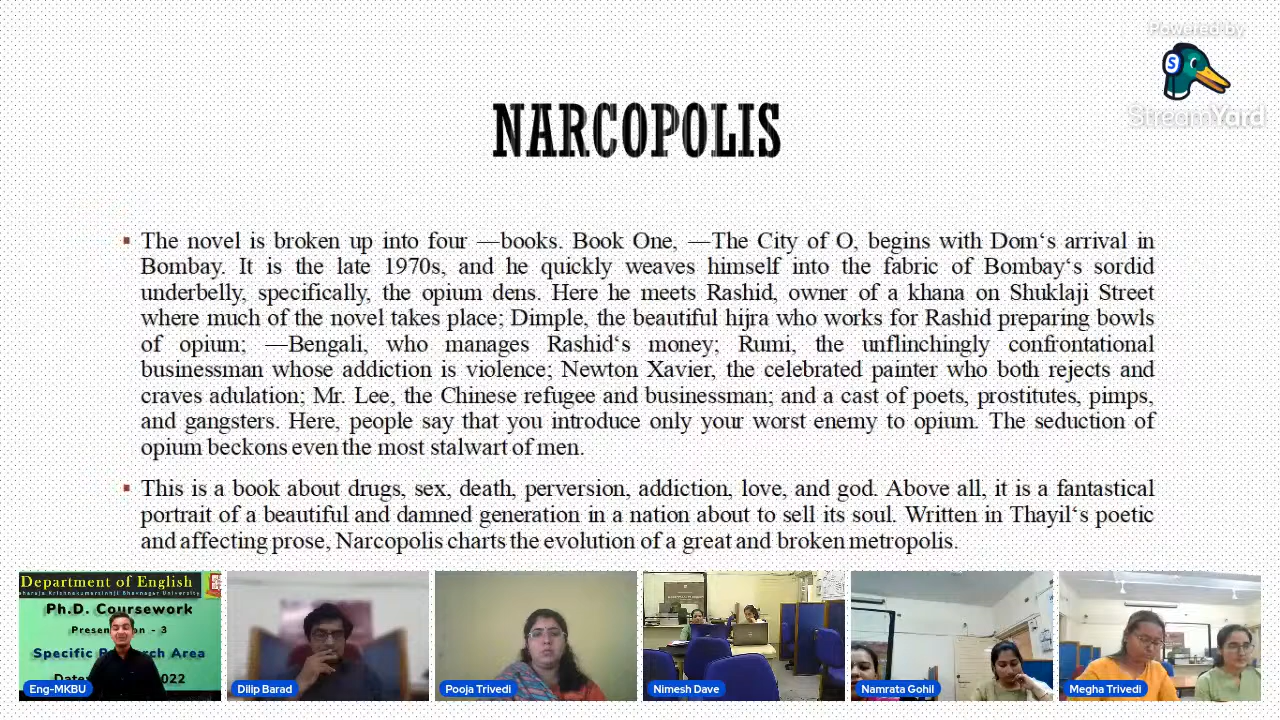 Powered by
StreamYard
NARCOPOLIS
▪ The novel is broken up into four —books. Book One, —The City of O, begins with Dom‘s arrival in
Bombay. It is the late 1970s, and he quickly weaves himself into the fabric of Bombay‘s sordid
underbelly, specifically, the opium dens. Here he meets Rashid, owner of a khana on Shuklaji Street
where much of the novel takes place; Dimple, the beautiful hijra who works for Rashid preparing bowls
of opium; —Bengali, who manages Rashid‘s money; Rumi, the unflinchingly confrontational
businessman whose addiction is violence; Newton Xavier, the celebrated painter who both rejects and
craves adulation; Mr. Lee, the Chinese refugee and businessman; and a cast of poets, prostitutes, pimps,
and gangsters. Here, people say that you introduce only your worst enemy to opium. The seduction of
opium beckons even the most stalwart of men.
▪ This is a book about drugs, sex, death, perversion, addiction, love, and god. Above all, it is a fantastical
portrait of a beautiful and damned generation in a nation about to sell its soul. Written in Thayil‘s poetic
and affecting prose, Narcopolis charts the evolution of a great and broken metropolis.
Department of English
Krishnakumarsinhji Bhavnagar University
Ph.D. Coursework
Presen on - 3
Specific R rch Area
Date 2022
Eng-MKBU
Dilip Barad
Pooja Trivedi
Nimesh Dave
Namrata Gohil
Megha Trivedi